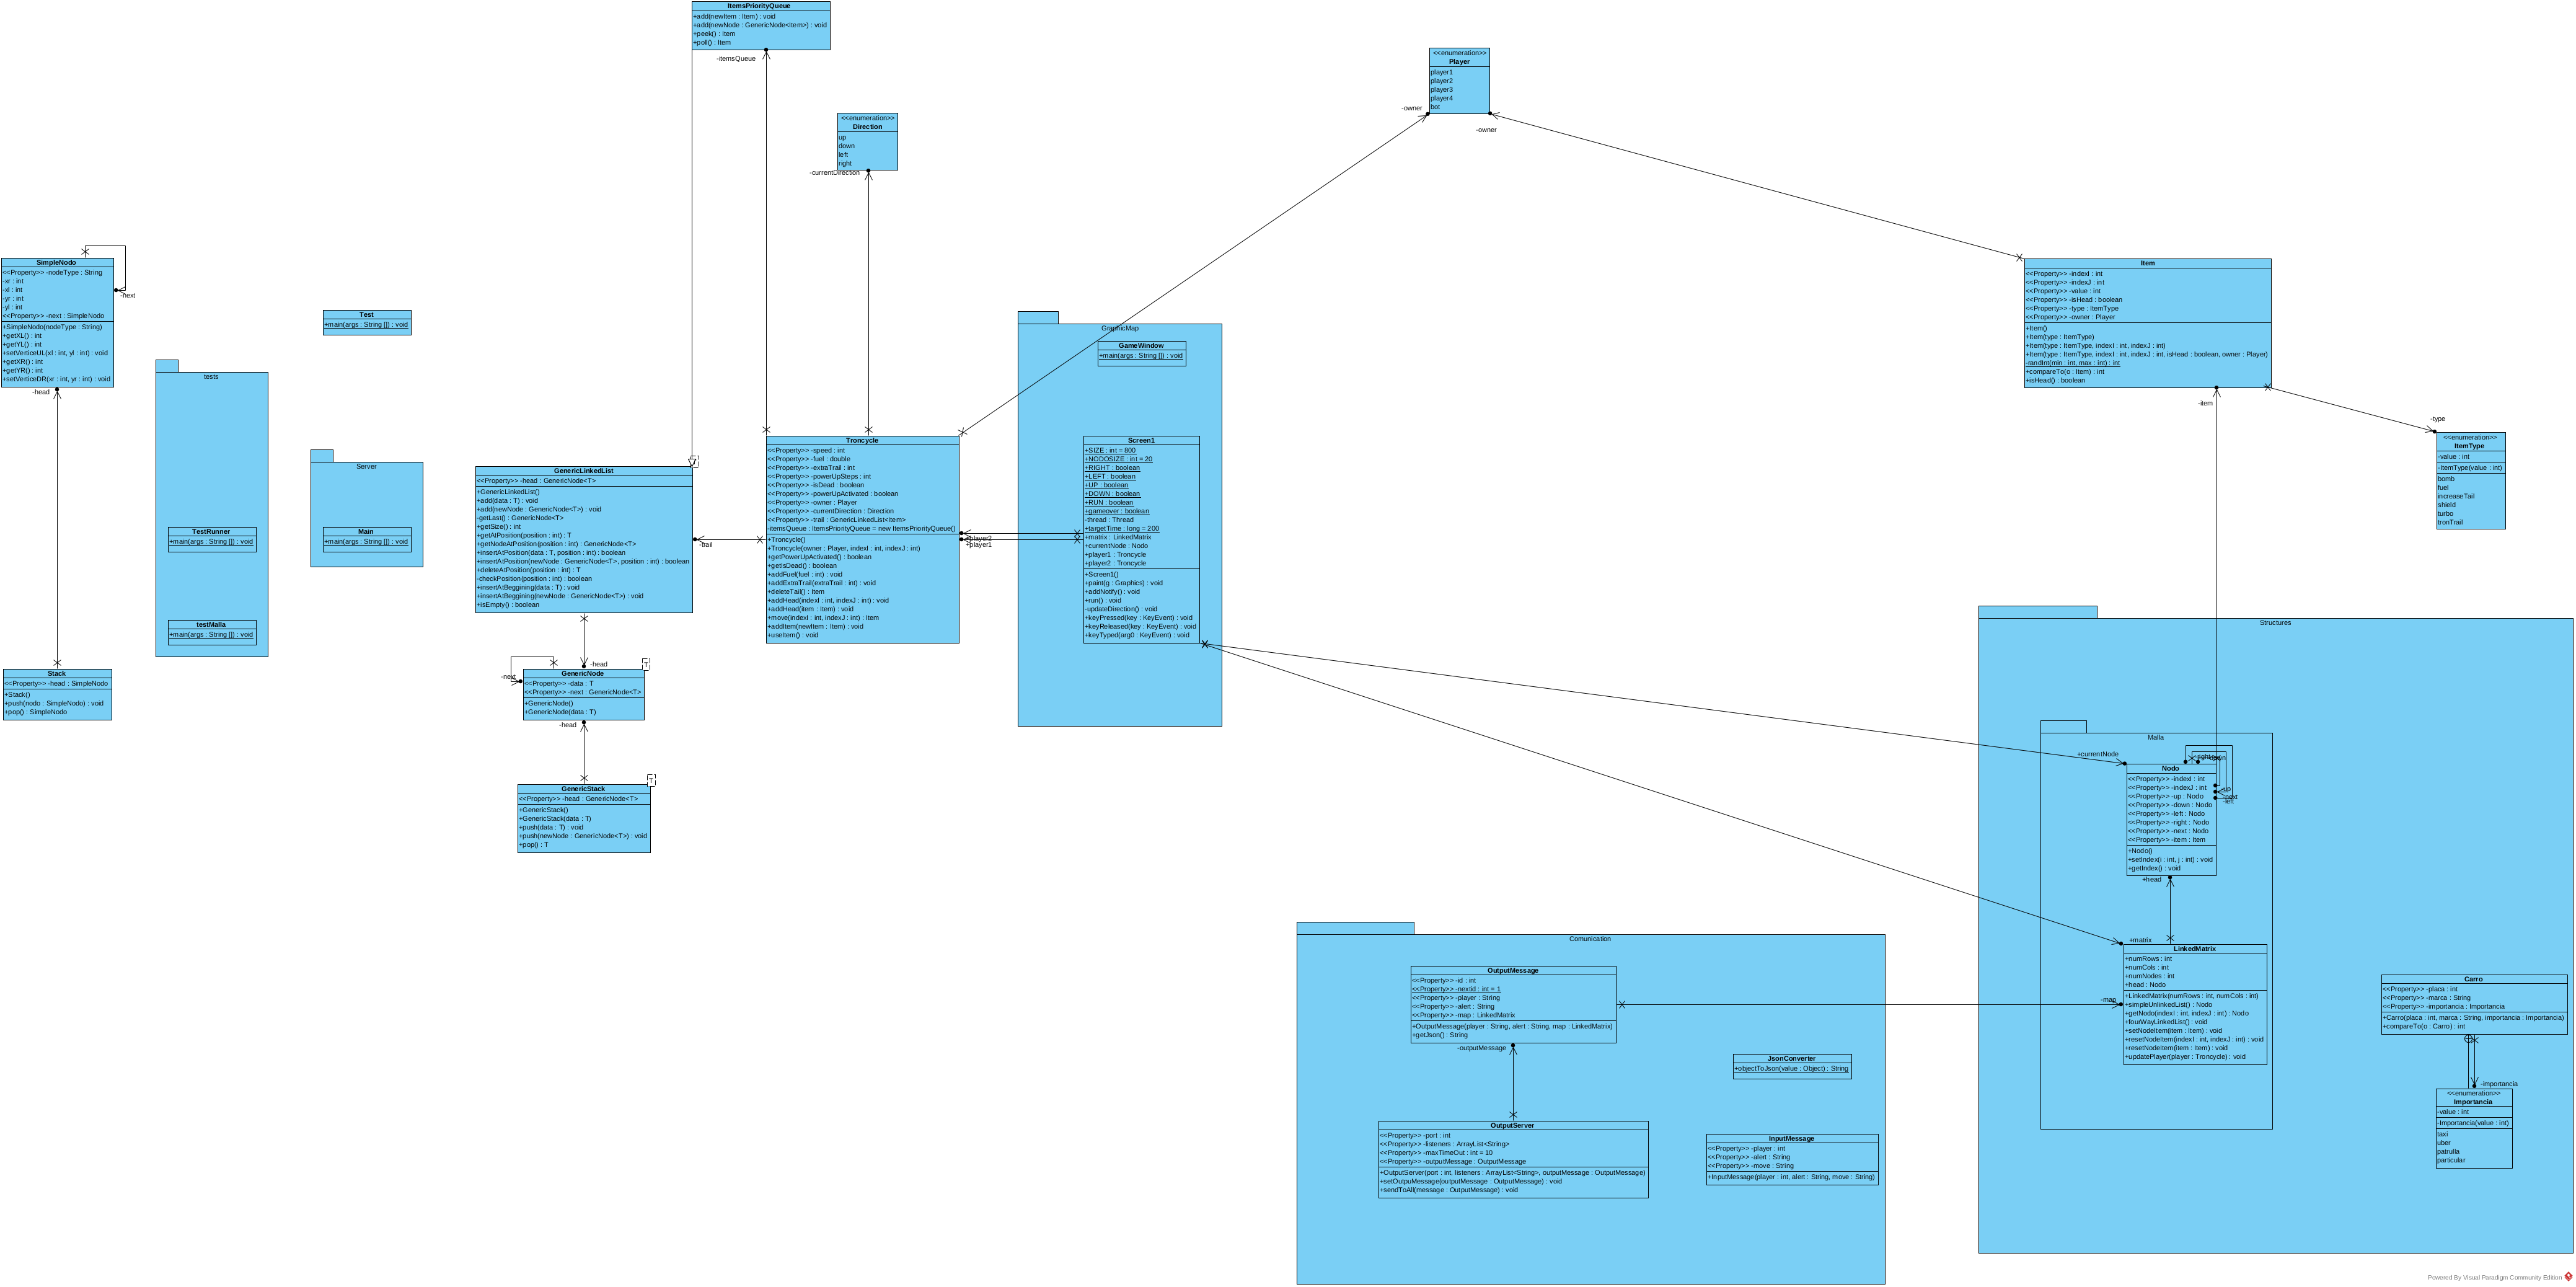 ItemsPriorityQueue
+add(newItem : Item) : void
+add(newNode : GenericNode<Item>) : void
+peek() : Item
+poll() : Item
-itemsQueue
<<enumeration>>
Player
player1
player2
player3
player4
bot
-owner
-owner
<<enumeration>>
Direction
up
down
left
right
-currentDirection
SimpleNodo
<<Property>> -nodeType : String
-xr : int
-xl : int
-yr : int
-yl : int
<<Property>> -next : SimpleNodo
+SimpleNodo(nodeType : String)
+getXL() : int
+getYL() : int
+setVerticeUL(xl : int, yl : int) : void
+getXR() : int
+getYR() : int
+setVerticeDR(xr : int, yr : int) : void
-next
-head
Stack
<<Property>> -head : SimpleNodo
+Stack()
+push(nodo : SimpleNodo) : void
+pop() : SimpleNodo
Test
+main(args : String []) : void
tests
TestRunner
+main(args : String []) : void
testMalla
+main(args : String []) : void
Server
Main
+main(args : String []) : void
T
GenericLinkedList
<<Property>> -head : GenericNode<T>
+GenericLinkedList()
+add(data : T) : void
+add(newNode : GenericNode<T>) : void
-getLast() : GenericNode<T>
+getSize() : int
+getAtPosition(position : int) : T
+getNodeAtPosition(position : int) : GenericNode<T>
+insertAtPosition(data : T, position : int) : boolean
+insertAtPosition(newNode : GenericNode<T>, position : int) : boolean
+deleteAtPosition(position : int) : T
-checkPosition(position : int) : boolean
+insertAtBeggining(data : T) : void
+insertAtBeggining(newNode : GenericNode<T>) : void
+isEmpty() : boolean
-trail
-head
T
-next
GenericNode
<<Property>> -data : T
<<Property>> -next : GenericNode<T>
+GenericNode()
+GenericNode(data : T)
-head
T
GenericStack
<<Property>> -head : GenericNode<T>
+GenericStack()
+GenericStack(data : T)
+push(data : T) : void
+push(newNode : GenericNode<T>) : void
+pop() : T
Troncycle
<<Property>> -speed : int
<<Property>> -fuel : double
<<Property>> -extraTrail : int
<<Property>> -powerUpSteps : int
<<Property>> -isDead : boolean
<<Property>> -powerUpActivated : boolean
<<Property>> -owner : Player
<<Property>> -currentDirection : Direction
<<Property>> -trail : GenericLinkedList<Item>
-itemsQueue : ItemsPriorityQueue = new ItemsPriorityQueue()
+Troncycle()
+Troncycle(owner : Player, indexI : int, indexJ : int)
+getPowerUpActivated() : boolean
+getIsDead() : boolean
+addFuel(fuel : int) : void
+addExtraTrail(extraTrail : int) : void
+deleteTail() : Item
+addHead(indexI : int, indexJ : int) : void
+addHead(item : Item) : void
+move(indexI : int, indexJ : int) : Item
+addItem(newItem : Item) : void
+useItem() : void
+player2
+player1
GraphicMap
GameWindow
+main(args : String []) : void
Screen1
+SIZE : int = 800
+NODOSIZE : int = 20
+RIGHT : boolean
+LEFT : boolean
+UP : boolean
+DOWN : boolean
+RUN : boolean
+gameover : boolean
-thread : Thread
+targetTime : long = 200
+matrix : LinkedMatrix
+currentNode : Nodo
+player1 : Troncycle
+player2 : Troncycle
+Screen1()
+paint(g : Graphics) : void
+addNotify() : void
+run() : void
-updateDirection() : void
+keyPressed(key : KeyEvent) : void
+keyReleased(key : KeyEvent) : void
+keyTyped(arg0 : KeyEvent) : void
Item
<<Property>> -indexI : int
<<Property>> -indexJ : int
<<Property>> -value : int
<<Property>> -isHead : boolean
<<Property>> -type : ItemType
<<Property>> -owner : Player
+Item()
+Item(type : ItemType)
+Item(type : ItemType, indexI : int, indexJ : int)
+Item(type : ItemType, indexI : int, indexJ : int, isHead : boolean, owner : Player)
-randInt(min : int, max : int) : int
+compareTo(o : Item) : int
+isHead() : boolean
-item
-type
<<enumeration>>
ItemType
-value : int
-ItemType(value : int)
bomb
fuel
increaseTail
shield
turbo
tronTrail
Structures
Malla
+currentNode
-right
Nodo
<<Property>> -indexI : int
<<Property>> -indexJ : int
<<Property>> -up : Nodo
<<Property>> -down : Nodo
<<Property>> -left : Nodo
<<Property>> -right : Nodo
<<Property>> -next : Nodo
<<Property>> -item : Item
+Nodo()
+setIndex(i : int, j : int) : void
+getIndex() : void
-up
-next
-left
+head
+matrix
LinkedMatrix
+numRows : int
+numCols : int
+numNodes : int
+head : Nodo
+LinkedMatrix(numRows : int, numCols : int)
+simpleUnlinkedList() : Nodo
+getNodo(indexI : int, indexJ : int) : Nodo
+fourWayLinkedList() : void
+setNodeItem(item : Item) : void
+resetNodeItem(indexI : int, indexJ : int) : void
+resetNodeItem(item : Item) : void
+updatePlayer(player : Troncycle) : void
-map
Carro
<<Property>> -placa : int
<<Property>> -marca : String
<<Property>> -importancia : Importancia
+Carro(placa : int, marca : String, importancia : Importancia)
+compareTo(o : Carro) : int
-importancia
<<enumeration>>
Importancia
-value : int
-Importancia(value : int)
taxi
uber
patrulla
particular
Comunication
OutputMessage
<<Property>> -id : int
<<Property>> -nextid : int = 1
<<Property>> -player : String
<<Property>> -alert : String
<<Property>> -map : LinkedMatrix
+OutputMessage(player : String, alert : String, map : LinkedMatrix)
+getJson() : String
-outputMessage
JsonConverter
+objectToJson(value : Object) : String
OutputServer
<<Property>> -port : int
<<Property>> -listeners : ArrayList<String>
<<Property>> -maxTimeOut : int = 10
<<Property>> -outputMessage : OutputMessage
+OutputServer(port : int, listeners : ArrayList<String>, outputMessage : OutputMessage)
+setOutpuMessage(outputMessage : OutputMessage) : void
+sendToAll(message : OutputMessage) : void
InputMessage
<<Property>> -player : int
<<Property>> -alert : String
<<Property>> -move : String
+InputMessage(player : int, alert : String, move : String)
Powered By Visual Paradigm Community Edition